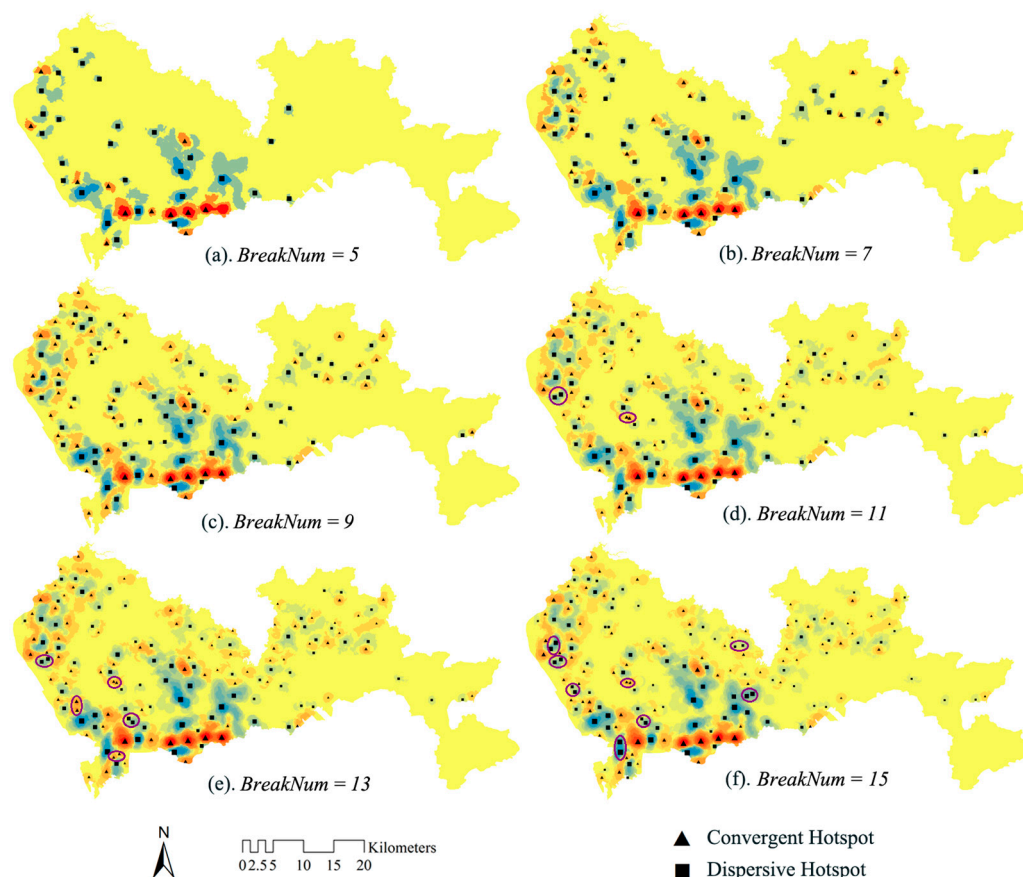 (a). BreakNum = 5
(b). BreakNum = 7
(c). BreakNum = 9
(d). BreakNum = 11
(e). BreakNum = 13
(f). BreakNum = 15
N
Kilometers
0 2.5 5 10 15 20
Convergent Hotspot
Dispersive Hotspot